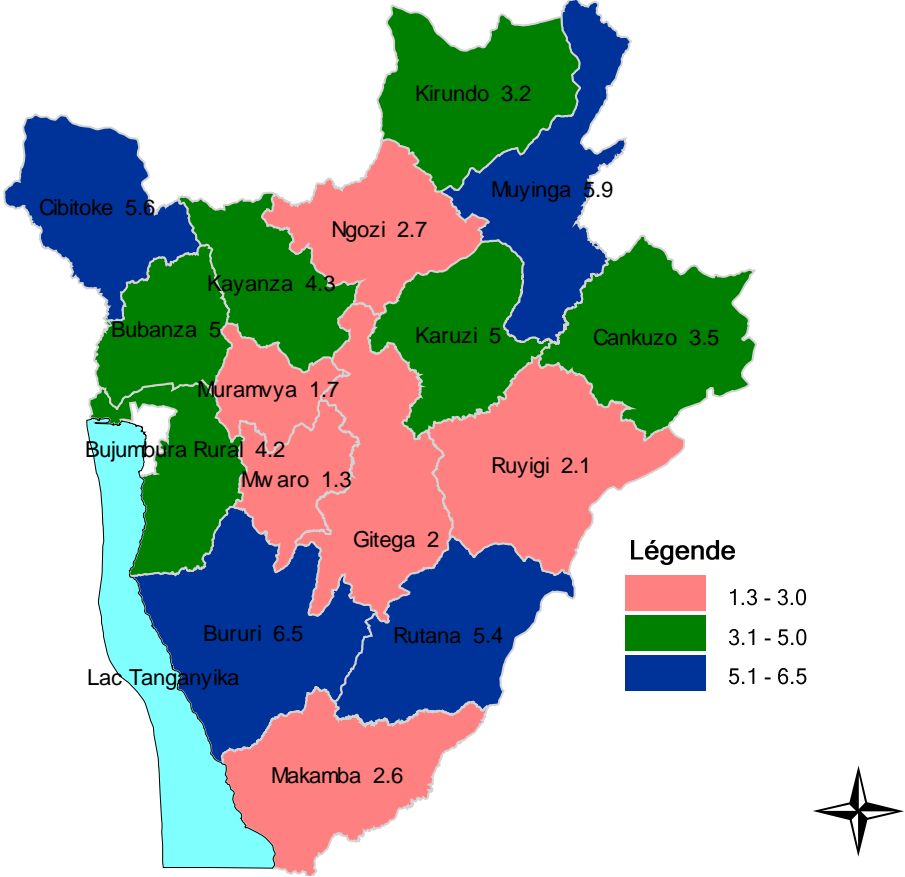 Kirundo 3.2
Muyinga 5.9
Cibitoke 5.6
Ngozi 2.7
Kayanza 4.3
Bubanza 5
Karuzi 5
Cankuzo 3.5
Muramvya 1.7
Bujumbura Rural 4.2
Ruyigi 2.1
Mwaro 1.3
Gitega 2
Légende
1.3 - 3.0
3.1 - 5.0
5.1 - 6.5
Bururi 6.5
Rutana 5.4
Lac Tanganyika
Makamba 2.6